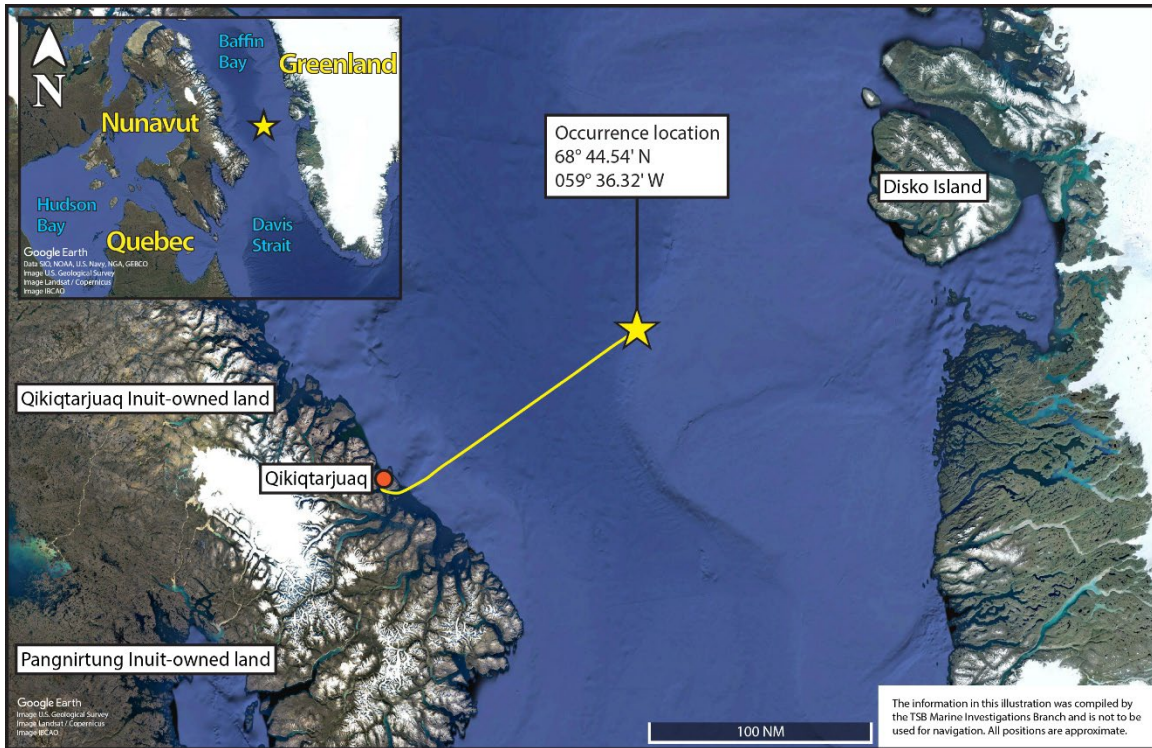 N
Baffin
Bay
Greenland
Nunavut
Hudson
Bay
Quebec
Davis
Strait
Google Earth
Data SIO, NOAA, U.S. Navy, NGA, GEBCO
Image U.S. Geological Survey
Image Landsat / Copernicus
Image IBCAO
Occurrence location
68° 44.54' N
059° 36.32' W
Disko Island
Qikiqtarjuaq Inuit-owned land
Qikiqtarjuaq
Pangnirtung Inuit-owned land
Google Earth
Image U.S. Geological Survey
Image Landsat / Copernicus
Image IBCAO
100 NM
The information in this illustration was compiled by
the TSB Marine Investigations Branch and is not to be
used for navigation. All positions are approximate.